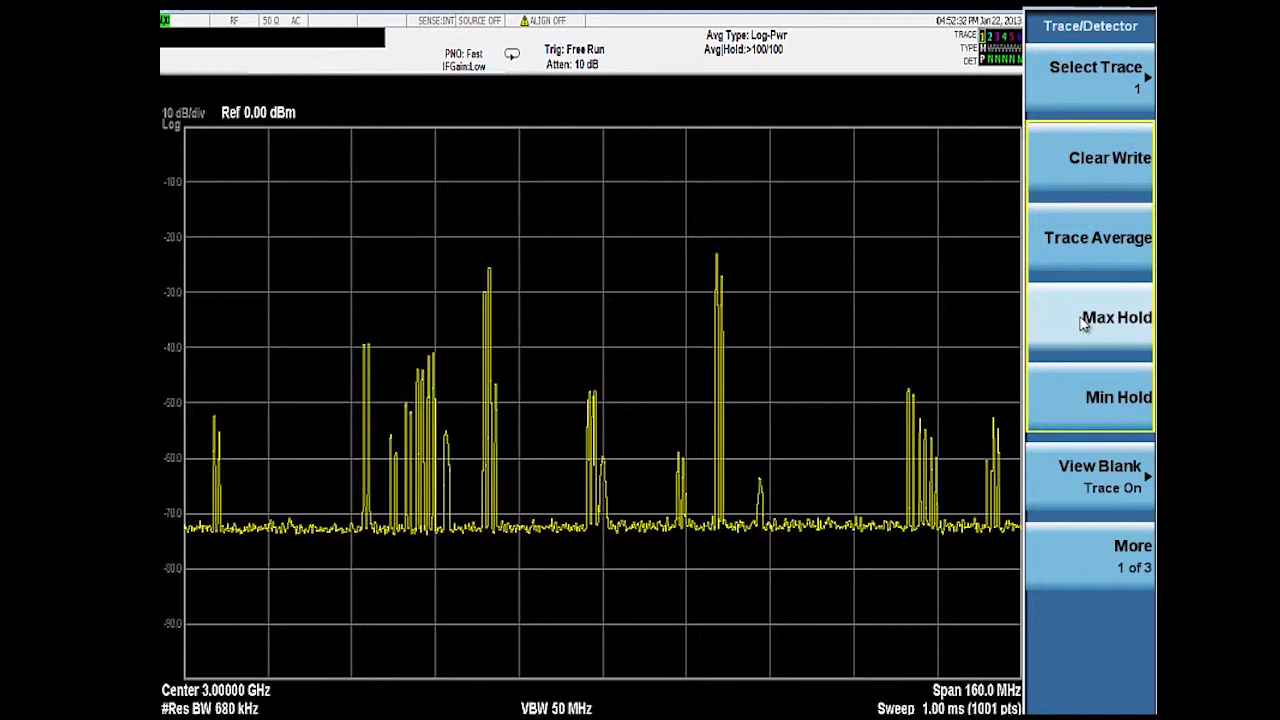 RF 50 Ω AC SENSE:INT SOURCE OFF ALIGN OFF 04:52:32 PM Jan 22, 2013
PNO: Fast
IFGain:Low
Trig: Free Run
Atten: 10 dB
Avg Type: Log-Pwr
Avg|Hold:>100/100
TRACE 1 2 3 4 5 6
TYPE
DET
10 dB/div
Log
Ref 0.00 dBm
-10.0
-20.0
-30.0
-40.0
-50.0
-60.0
-70.0
-80.0
-90.0
Center 3.00000 GHz
#Res BW 680 kHz
VBW 50 MHz
Span 160.0 MHz
Sweep 1.00 ms (1001 pts)
Trace/Detector
Select Trace
1
Clear Write
Trace Average
Max Hold
Min Hold
View Blank
Trace On
More
1 of 3